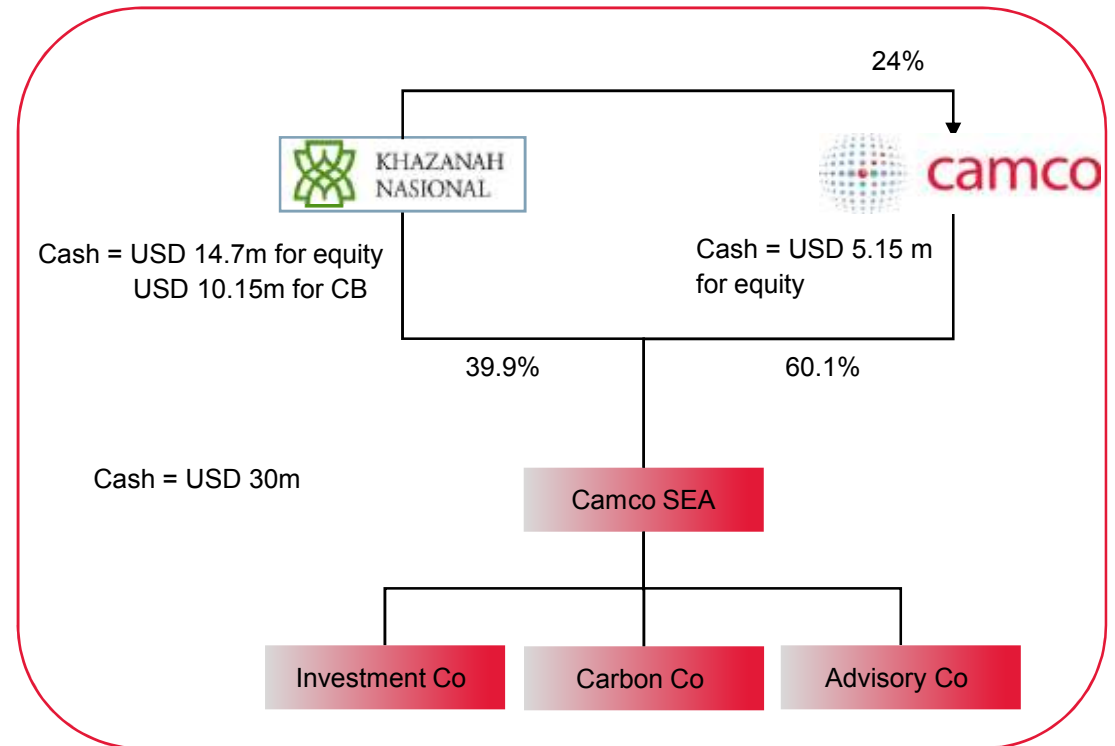 24%
KHAZANAH
NASIONAL
camco
Cash = USD 14.7m for equity
USD 10.15m for CB
Cash = USD 5.15 m
for equity
39.9%
60.1%
Cash = USD 30m
Camco SEA
Investment Co
Carbon Co
Advisory Co